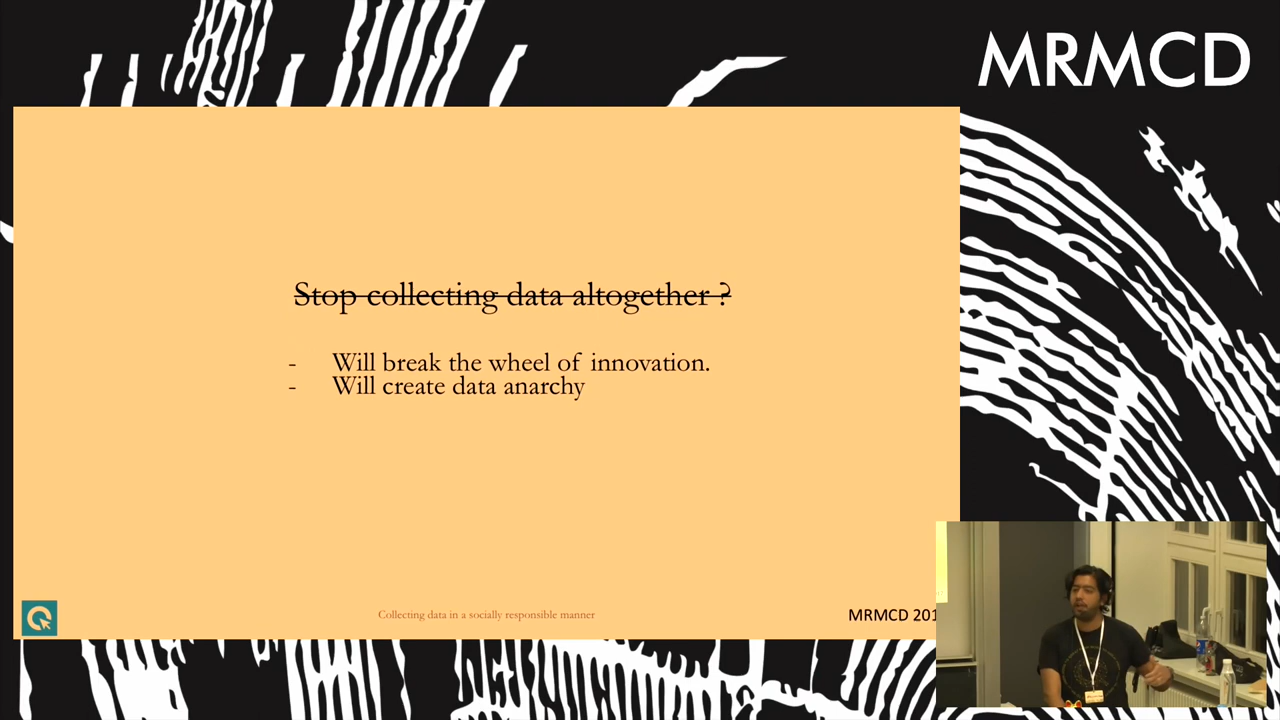 MRMCD
Stop collecting data altogether ?
- Will break the wheel of innovation.
- Will create data anarchy
Collecting data in a socially responsible manner
MRMCD 201